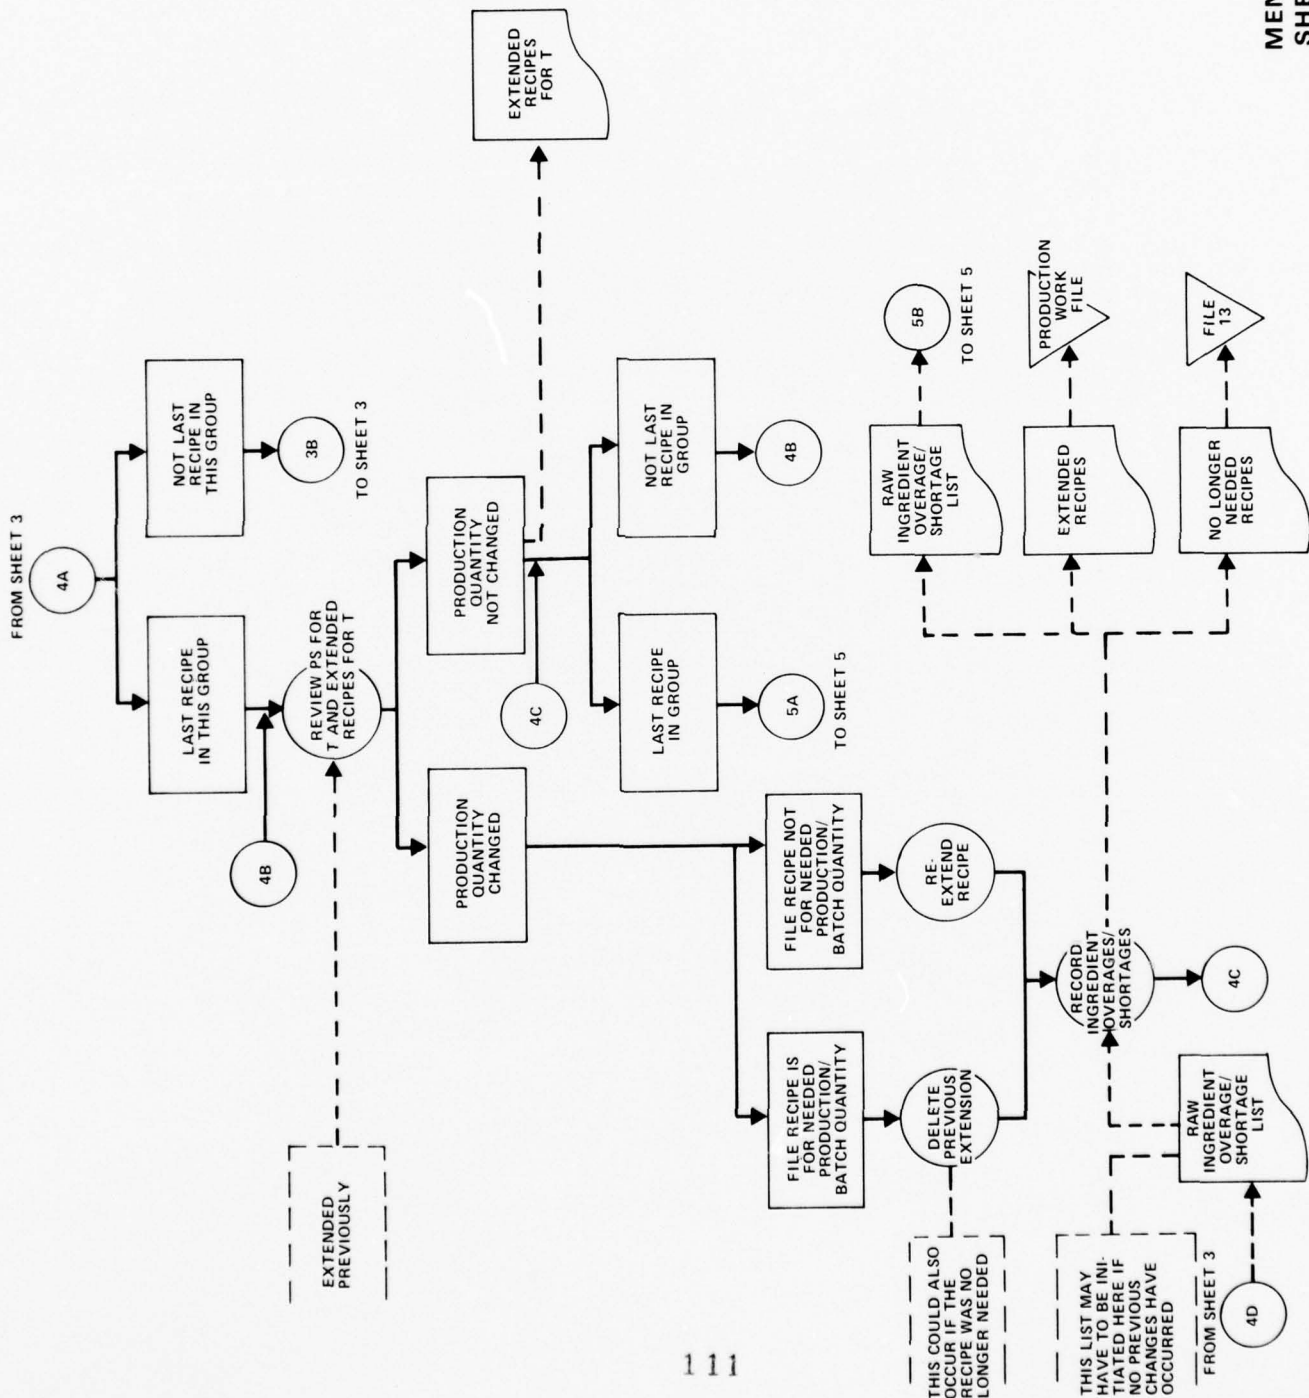 FROM SHEET 3
4A
LAST RECIPE
IN THIS GROUP
NOT LAST
RECIPE IN
THIS GROUP
3B
TO SHEET 3
4B
EXTENDED
PREVIOUSLY
REVIEW PS FOR
T AND EXTENDED
RECIPES FOR T
PRODUCTION
QUANTITY
CHANGED
PRODUCTION
QUANTITY
NOT CHANGED
EXTENDED
RECIPES
FOR T
4C
LAST RECIPE
IN GROUP
NOT LAST
RECIPE IN
GROUP
5A
TO SHEET 5
4B
FILE RECIPE IS
FOR NEEDED
PRODUCTION/
BATCH QUANTITY
FILE RECIPE NOT
FOR NEEDED
PRODUCTION/
BATCH QUANTITY
THIS COULD ALSO
OCCUR IF THE
RECIPE WAS NO
LONGER NEEDED
DELETE
PREVIOUS
EXTENSION
RE-
EXTEND
RECIPE
RAW
INGREDIENT
OVERAGE/
SHORTAGE
LIST
5B
TO SHEET 5
EXTENDED
RECIPES
PRODUCTION
WORK
FILE
NO LONGER
NEEDED
RECIPES
FILE
13
THIS LIST MAY
HAVE TO BE INI-
TIATED HERE IF
NO PREVIOUS
CHANGES HAVE
OCCURRED
RECORD
INGREDIENT
OVERAGES/
SHORTAGES
FROM SHEET 3
4D
RAW
INGREDIENT
OVERAGE/
SHORTAGE
LIST
4C
111